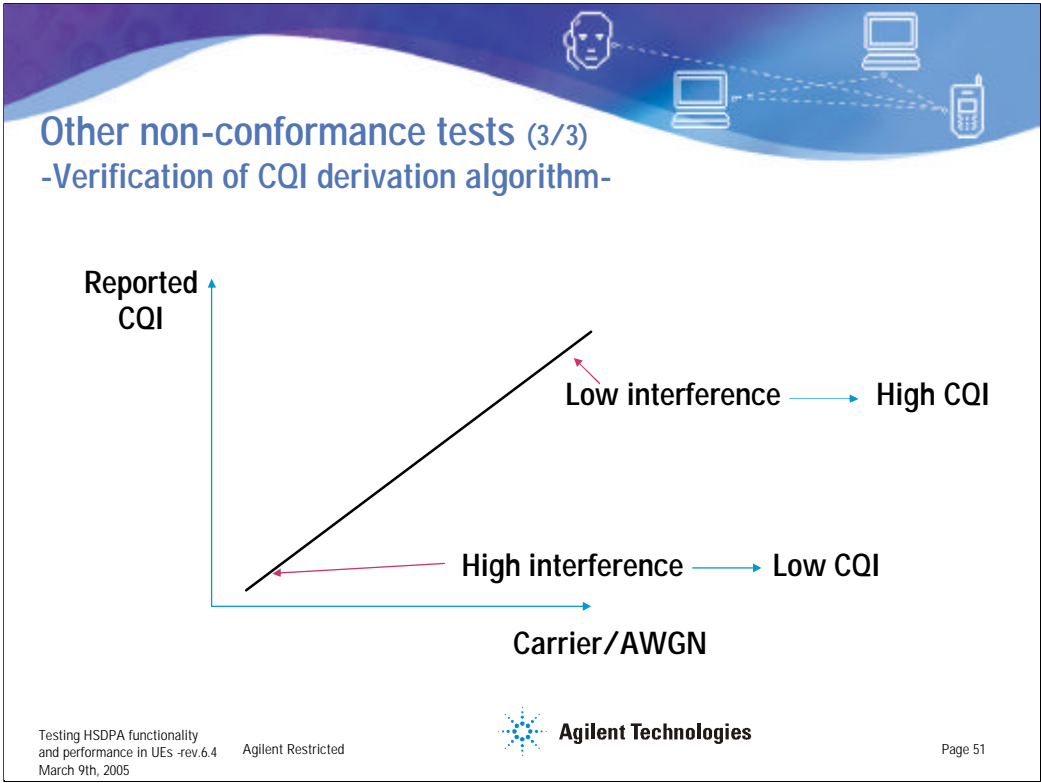 Other non-conformance tests (3/3)
-Verification of CQI derivation algorithm-
Reported
CQI
Low interference
High CQI
High interference
Low CQI
Carrier/AWGN
Testing HSDPA functionality
and performance in UEs -rev.6.4
March 9th, 2005
Agilent Restricted
Agilent Technologies
Page 51